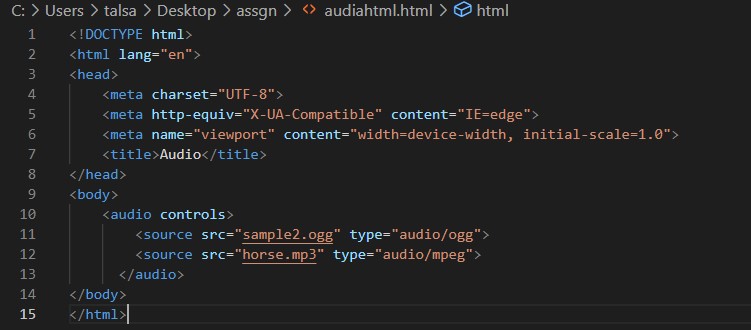 C: > Users > talsa > Desktop > assgn > <> audiahtml.html > html
1 <!DOCTYPE html>
2 <html lang="en">
3 <head>
4     <meta charset="UTF-8">
5     <meta http-equiv="X-UA-Compatible" content="IE=edge">
6     <meta name="viewport" content="width=device-width, initial-scale=1.0">
7     <title>Audio</title>
8 </head>
9 <body>
10     <audio controls>
11         <source src="sample2.ogg" type="audio/ogg">
12         <source src="horse.mp3" type="audio/mpeg">
13       </audio>
14 </body>
15 </html>